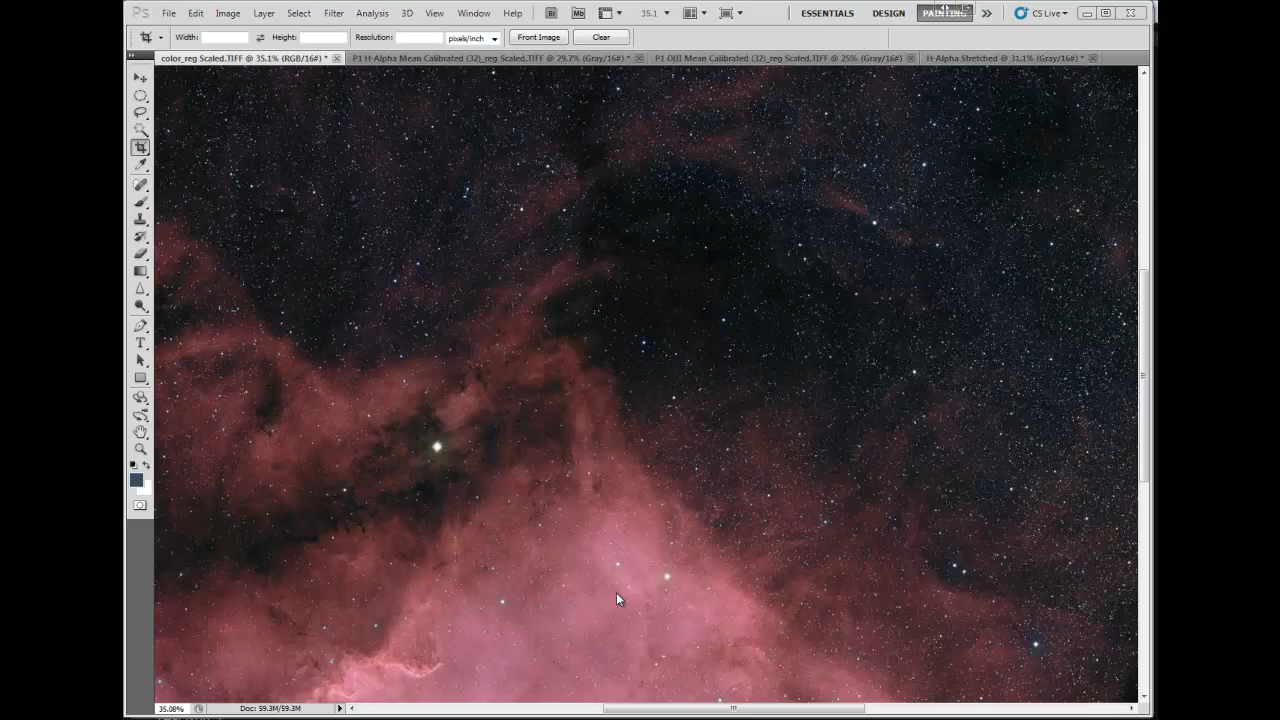 Ps File Edit Image Layer Select Filter Analysis 3D View Window Help Br Mb 35.1 ESSENTIALS DESIGN PAINTING CS Live
Width: Height: Resolution: pixels/inch Front Image Clear
color_reg Scaled.TIFF @ 35.1% (RGB/16#) * P1 H-Alpha Mean Calibrated (32)_reg Scaled.TIFF @ 29.7% (Gray/16#) * P1 OIII Mean Calibrated (32)_reg Scaled.TIFF @ 25% (Gray/16#) H-Alpha Stretched @ 31.1% (Gray/16#) *
35.08% Doc: 59.3M/59.3M